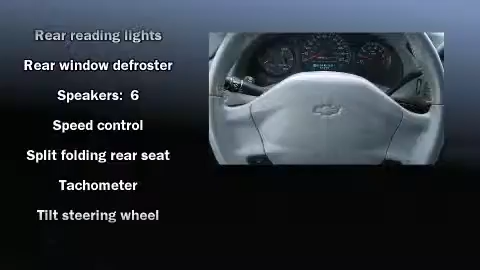 Rear reading lights
Rear window defroster
Speakers: 6
Speed control
Split folding rear seat
Tachometer
Tilt steering wheel